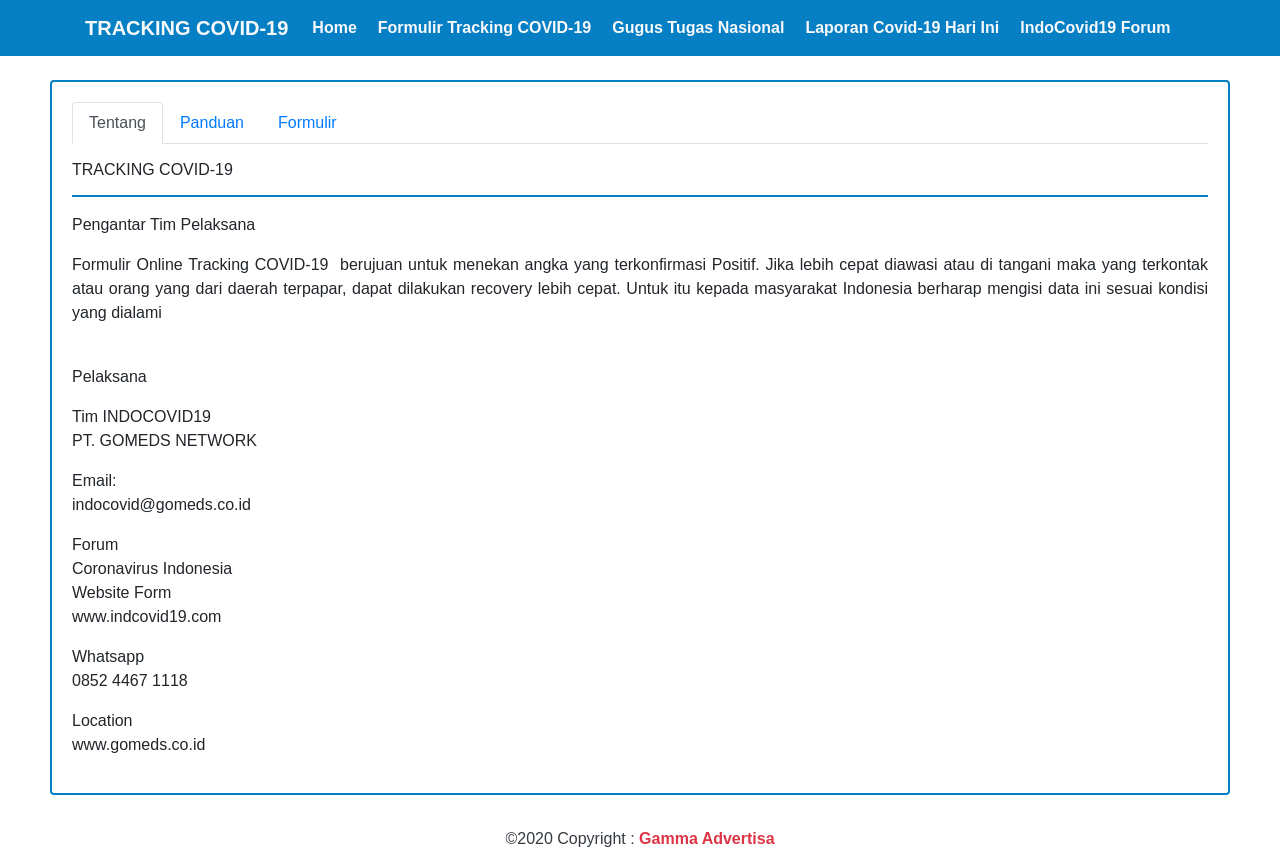 TRACKING COVID-19 Home Formulir Tracking COVID-19 Gugus Tugas Nasional Laporan Covid-19 Hari Ini IndoCovid19 Forum
Tentang Panduan Formulir
TRACKING COVID-19
Pengantar Tim Pelaksana
Formulir Online Tracking COVID-19 berujuan untuk menekan angka yang terkonfirmasi Positif. Jika lebih cepat diawasi atau di tangani maka yang terkontak
atau orang yang dari daerah terpapar, dapat dilakukan recovery lebih cepat. Untuk itu kepada masyarakat Indonesia berharap mengisi data ini sesuai kondisi
yang dialami
Pelaksana
Tim INDOCOVID19
PT. GOMEDS NETWORK
Email:
indocovid@gomeds.co.id
Forum
Coronavirus Indonesia
Website Form
www.indcovid19.com
Whatsapp
0852 4467 1118
Location
www.gomeds.co.id
©2020 Copyright : Gamma Advertisa